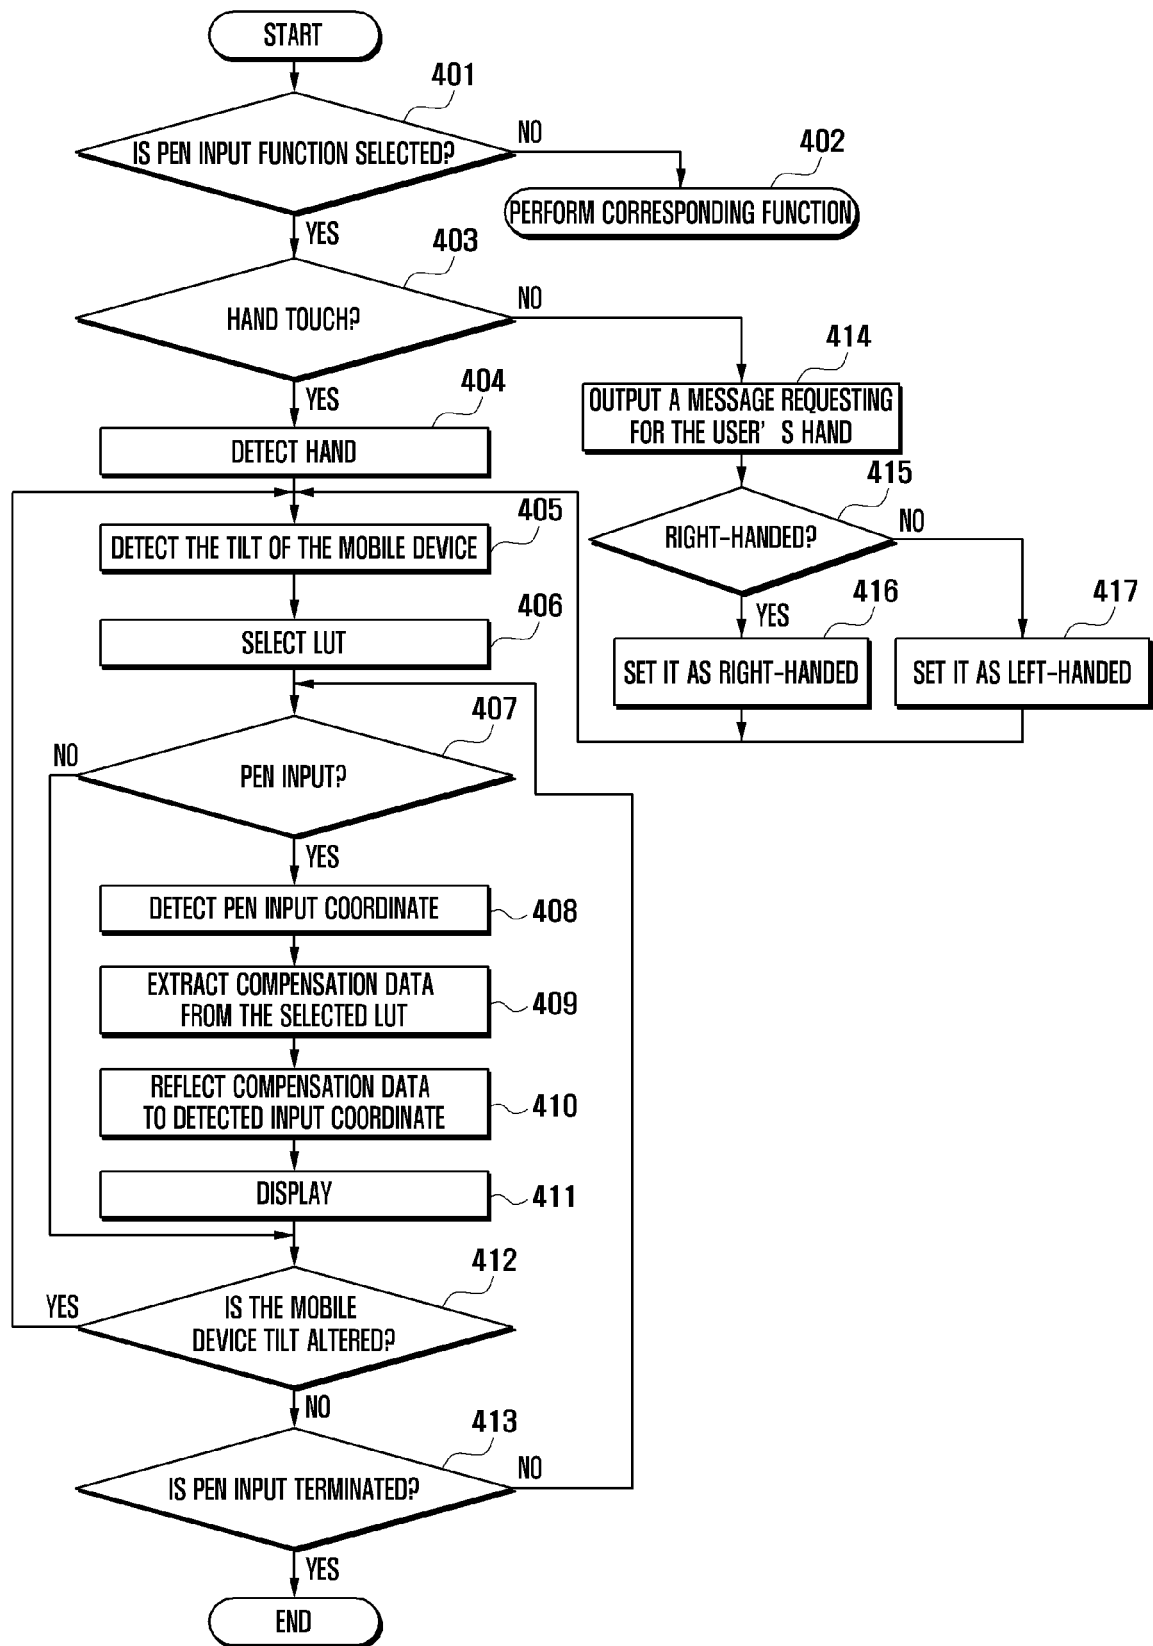 START
401
IS PEN INPUT FUNCTION SELECTED?
NO
402
PERFORM CORRESPONDING FUNCTION
YES
403
HAND TOUCH?
NO
414
OUTPUT A MESSAGE REQUESTING
FOR THE USER' S HAND
YES
404
DETECT HAND
415
RIGHT-HANDED?
NO
405
DETECT THE TILT OF THE MOBILE DEVICE
YES
416
SET IT AS RIGHT-HANDED
417
SET IT AS LEFT-HANDED
406
SELECT LUT
407
PEN INPUT?
NO
YES
DETECT PEN INPUT COORDINATE
408
EXTRACT COMPENSATION DATA
FROM THE SELECTED LUT
409
REFLECT COMPENSATION DATA
TO DETECTED INPUT COORDINATE
410
DISPLAY
411
412
YES
IS THE MOBILE
DEVICE TILT ALTERED?
NO
413
IS PEN INPUT TERMINATED?
NO
YES
END